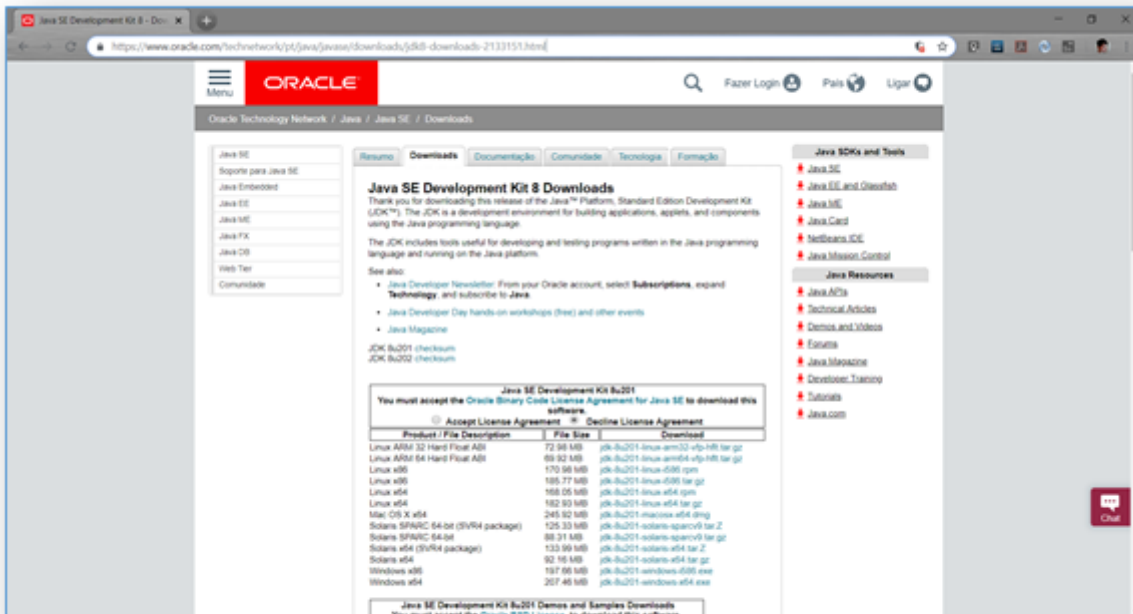 Java SE Development Kit 8 - Dow
https://www.oracle.com/technetwork/pt/java/javase/downloads/jdk8-downloads-2133151.html
Menu
ORACLE
Fazer Login
País
Ligar
Oracle Technology Network / Java / Java SE / Downloads
Java SE
Soporte para Java SE
Java Embedded
Java EE
Java ME
Java FX
Java DB
Web Tier
Comunidade
Resumo Downloads Documentação Comunidade Tecnologia Formação
Java SE Development Kit 8 Downloads
Thank you for downloading this release of the Java™ Platform, Standard Edition Development Kit
(JDK™). The JDK is a development environment for building applications, applets, and components
using the Java programming language.
The JDK includes tools useful for developing and testing programs written in the Java programming
language and running on the Java platform.
See also:
Java Developer Newsletter: From your Oracle account, select Subscriptions, expand
Technology, and subscribe to Java.
Java Developer Day hands-on workshops (free) and other events
Java Magazine
JDK 8u201 checksum
JDK 8u202 checksum
Java SE Development Kit 8u201
You must accept the Oracle Binary Code License Agreement for Java SE to download this
software.
Accept License Agreement Decline License Agreement
Product / File Description File Size Download
Linux ARM 32 Hard Float ABI 72.98 MB jdk-8u201-linux-arm32-vfp-hflt.tar.gz
Linux ARM 64 Hard Float ABI 69.92 MB jdk-8u201-linux-arm64-vfp-hflt.tar.gz
Linux x86 170.98 MB jdk-8u201-linux-i586.rpm
Linux x86 185.77 MB jdk-8u201-linux-i586.tar.gz
Linux x64 168.05 MB jdk-8u201-linux-x64.rpm
Linux x64 182.93 MB jdk-8u201-linux-x64.tar.gz
Mac OS X x64 245.92 MB jdk-8u201-macosx-x64.dmg
Solaris SPARC 64-bit (SVR4 package) 125.33 MB jdk-8u201-solaris-sparcv9.tar.Z
Solaris SPARC 64-bit 88.31 MB jdk-8u201-solaris-sparcv9.tar.gz
Solaris x64 (SVR4 package) 133.99 MB jdk-8u201-solaris-x64.tar.Z
Solaris x64 92.16 MB jdk-8u201-solaris-x64.tar.gz
Windows x86 197.66 MB jdk-8u201-windows-i586.exe
Windows x64 207.46 MB jdk-8u201-windows-x64.exe
Java SE Development Kit 8u201 Demos and Samples Downloads
You must accept the Oracle BSD License. to download this software.
Java SDKs and Tools
Java SE
Java EE and Glassfish
Java ME
Java Card
NetBeans IDE
Java Mission Control
Java Resources
Java APIs
Technical Articles
Demos and Videos
Forums
Java Magazine
Developer Training
Tutorials
Java.com
Chat